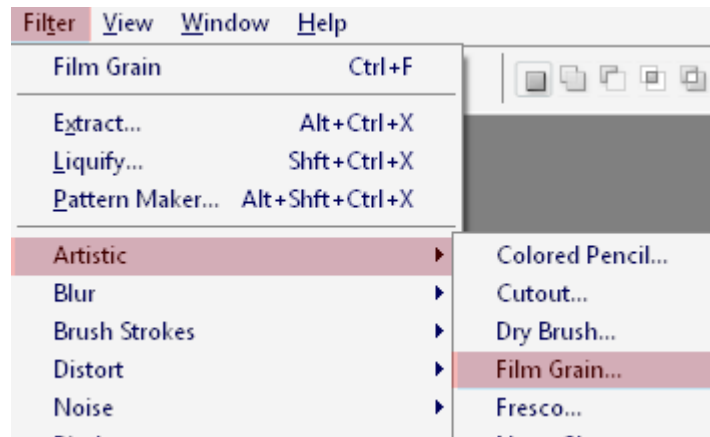 Filter View Window Help
Film Grain Ctrl+F
Extract... Alt+Ctrl+X
Liquify... Shft+Ctrl+X
Pattern Maker... Alt+Shft+Ctrl+X
Artistic
Blur
Brush Strokes
Distort
Noise
Colored Pencil...
Cutout...
Dry Brush...
Film Grain...
Fresco...